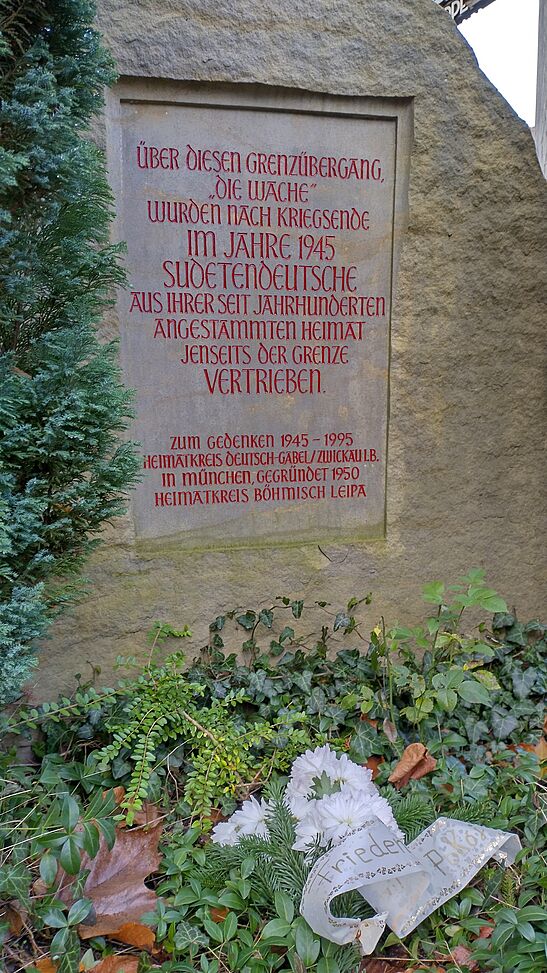 ÜBER DIESEN GRENZÜBERGANG,
„DIE WACHE"
WURDEN NACH KRIEGSENDE
IM JAHRE 1945
SUDETENDEUTSCHE
AUS IHRER SEIT JAHRHUNDERTEN
ANGESTAMMTEN HEIMAT
JENSEITS DER GRENZE
VERTRIEBEN.
ZUM GEDENKEN 1945 – 1995
HEIMATKREIS DEUTSCH-GABEL/ZWICKAU I.B.
IN MÜNCHEN, GEGRÜNDET 1950
HEIMATKREIS BÖHMISCH LEIPA
Frieden